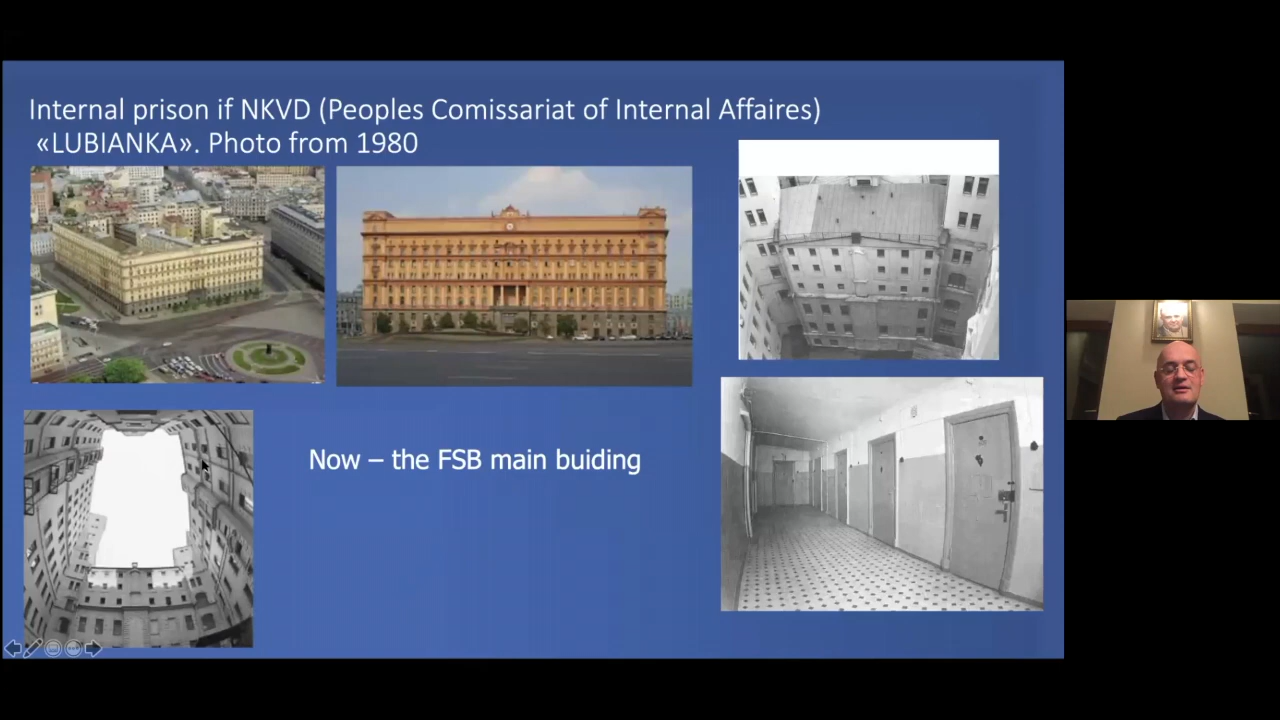 Internal prison if NKVD (Peoples Comissariat of Internal Affaires)
«LUBIANKA». Photo from 1980
Now – the FSB main buiding